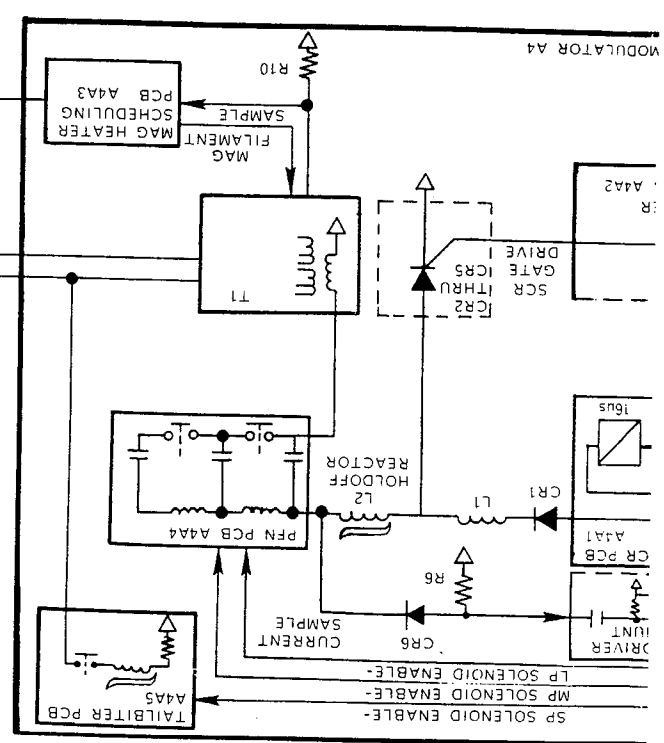 SP SOLENOID ENABLE-
MP SOLENOID ENABLE-
LP SOLENOID ENABLE-
TAILBITER PCB
A4A5
DRIVER
CR6
CURRENT
SAMPLE
R6
CR PCB
A4A1
16us
CR1
L1
L2
HOLDOFF
REACTOR
PFN PCB A4A4
SCR
GATE
DRIVE
CR2
THRU
CR5
T1
ER
A4A2
MAG
FILAMENT
SAMPLE
MAG HEATER
SCHEDULING
PCB A4A3
R10
MODULATOR A4